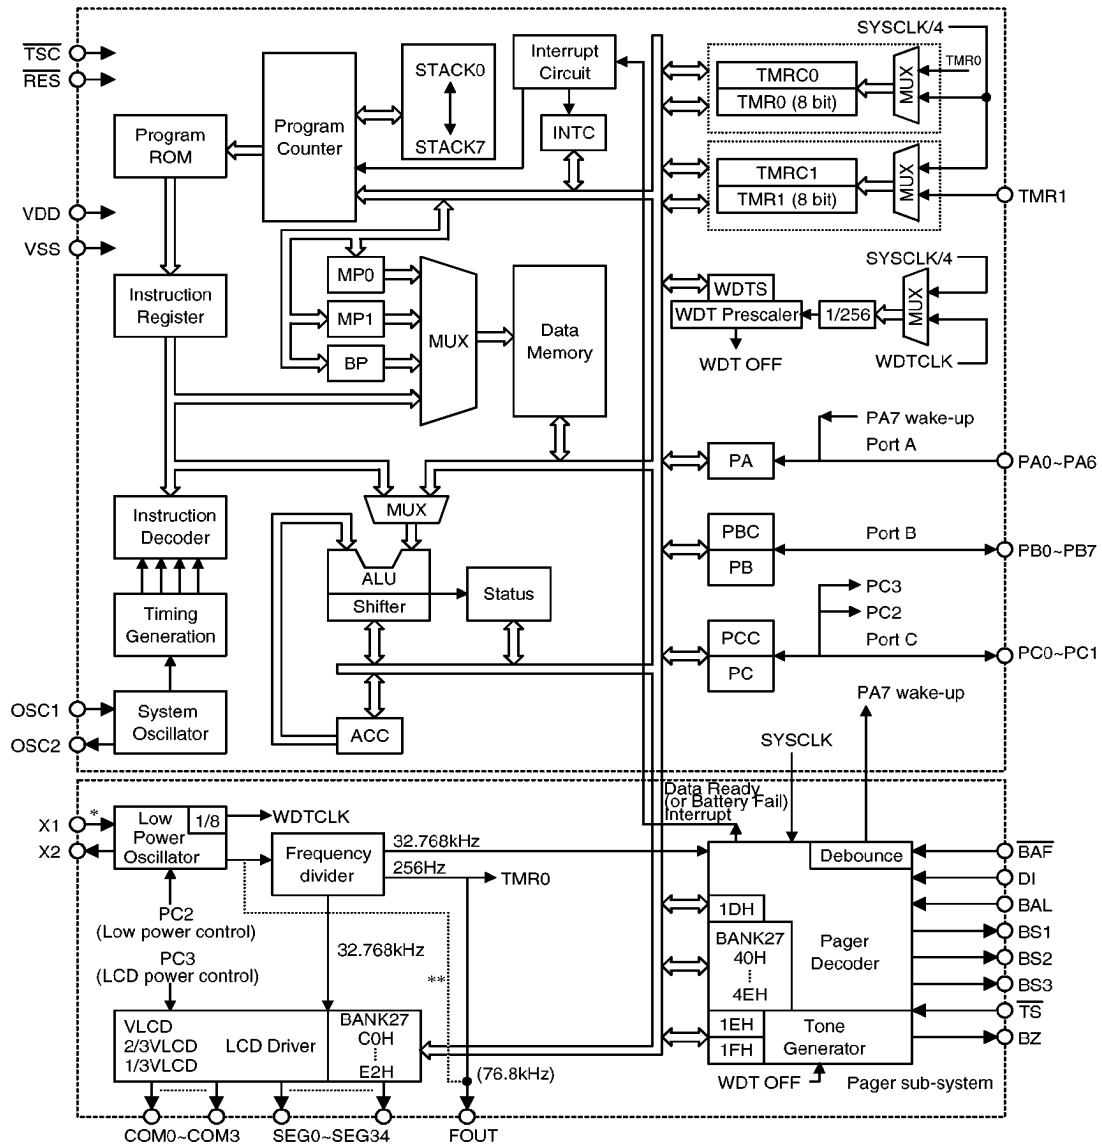 SYSCLK/4
TSC
RES
Interrupt
Circuit
STACK0
STACK7
TMRC0
TMR0 (8 bit)
MUX
TMR0
Program
ROM
Program
Counter
INTC
TMRC1
TMR1 (8 bit)
MUX
TMR1
VDD
VSS
SYSCLK/4
MP0
MP1
BP
MUX
Data
Memory
Instruction
Register
WDTS
WDT Prescaler
1/256
MUX
WDT OFF
WDTCLK
PA7 wake-up
Port A
PA
PA0~PA6
Instruction
Decoder
MUX
PBC
PB
Port B
PB0~PB7
ALU
Shifter
Status
Timing
Generation
PC3
PC2
PCC
PC
Port C
PC0~PC1
OSC1
OSC2
System
Oscillator
ACC
PA7 wake-up
SYSCLK
Data Ready
(or Battery Fail)
Interrupt
X1
*
X2
Low
Power
Oscillator
1/8
WDTCLK
Frequency
divider
32.768kHz
256Hz
TMR0
Debounce
BAF
DI
BAL
BS1
BS2
BS3
TS
BZ
PC2
(Low power control)
PC3
(LCD power control)
32.768kHz
**
1DH
BANK27
40H
4EH
Pager
Decoder
1EH
1FH
Tone
Generator
VLCD
2/3VLCD
1/3VLCD
LCD Driver
BANK27
C0H
E2H
(76.8kHz)
WDT OFF
Pager sub-system
COM0~COM3
SEG0~SEG34
FOUT